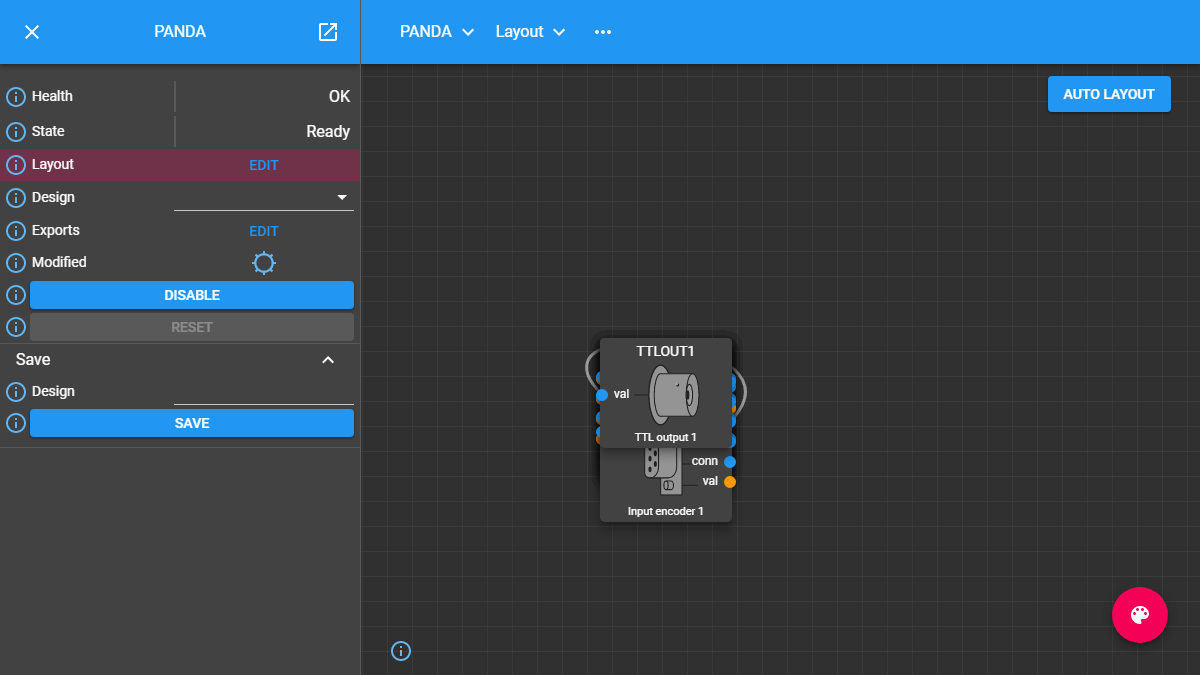 PANDA
PANDA
Layout
AUTO LAYOUT
Health
OK
State
Ready
Layout
EDIT
Design
Exports
EDIT
Modified
DISABLE
RESET
Save
Design
SAVE
TTLOUT1
val
TTL output 1
conn
val
Input encoder 1